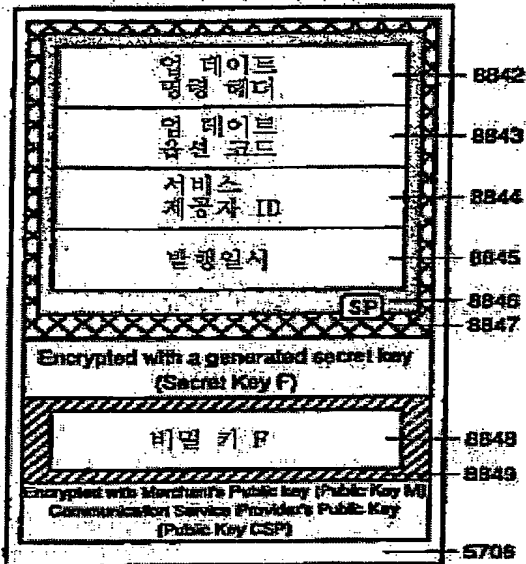 업 데이트
명령 헤더
8842
업 데이트
옵션 코드
8843
서비스
제공자 ID
8844
발행일시
8845
SP
8846
8847
Encrypted with a generated secret key
(Secret Key F)
비밀 키 F
8848
8849
Encrypted with Merchant's Public key (Public Key M)
Communication Service Provider's Public Key
(Public Key CSP)
5706